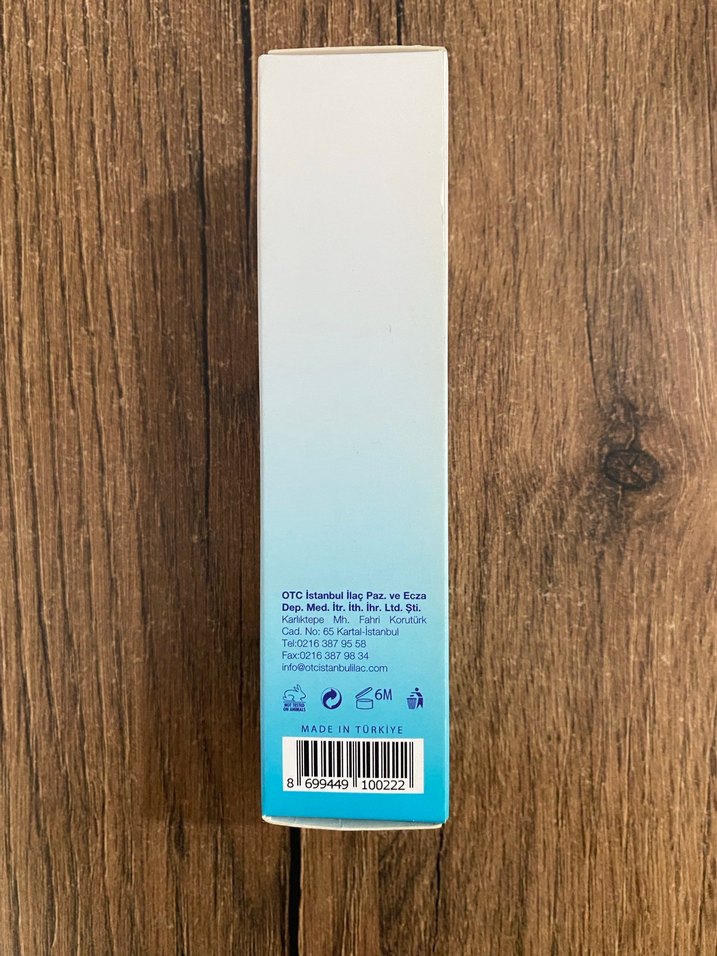 OTC İstanbul İlaç Paz. ve Ecza
Dep. Med. İtr. İth. İhr. Ltd. Şti.
Karlıktepe Mh. Fahri Korutürk
Cad. No: 65 Kartal-İstanbul
Tel:0216 387 95 58
Fax:0216 387 98 34
info@otcistanbulilac.com
NOT TESTED
ON ANIMALS
6M
MADE IN TÜRKİYE
8 699449 100222